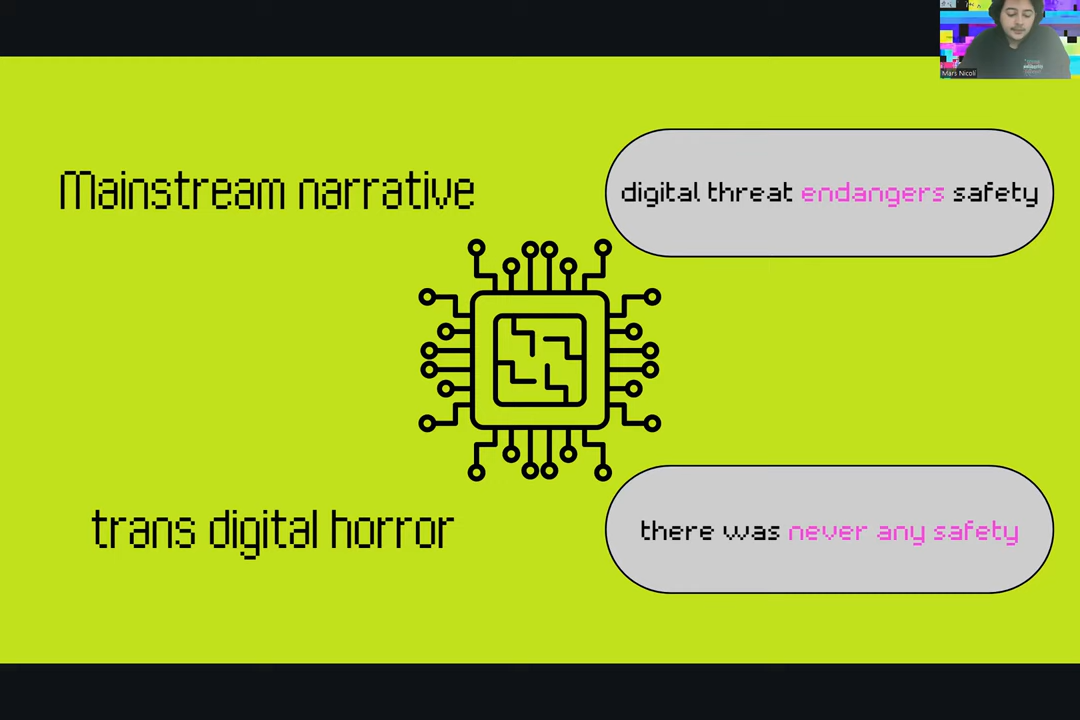 Mars Nicoli
Mainstream narrative
digital threat endangers safety
trans digital horror
there was never any safety